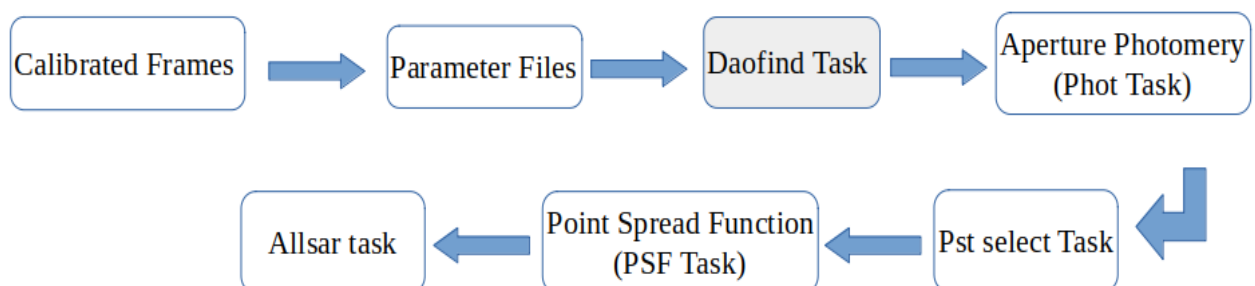 Calibrated Frames
Parameter Files
Daofind Task
Aperture Photomery
(Phot Task)
Pst select Task
Point Spread Function
(PSF Task)
Allsar task